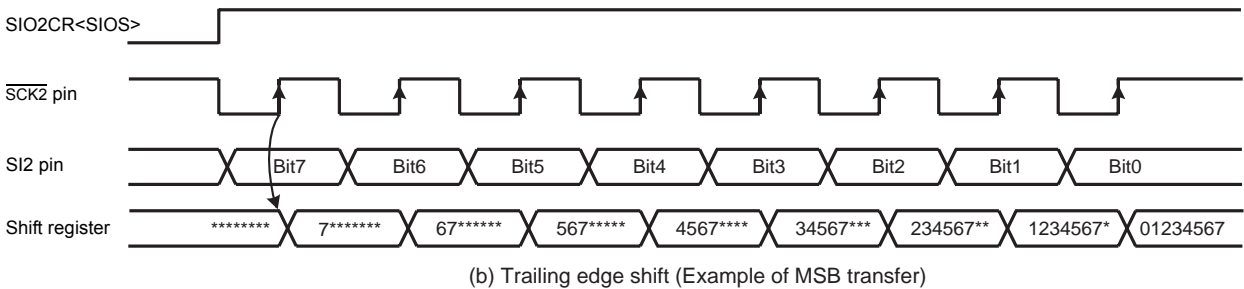 SIO2CR<SIOS>
SCK2 pin
SI2 pin Bit7 Bit6 Bit5 Bit4 Bit3 Bit2 Bit1 Bit0
Shift register ******** 7******* 67****** 567***** 4567**** 34567*** 234567** 1234567* 01234567
(b) Trailing edge shift (Example of MSB transfer)